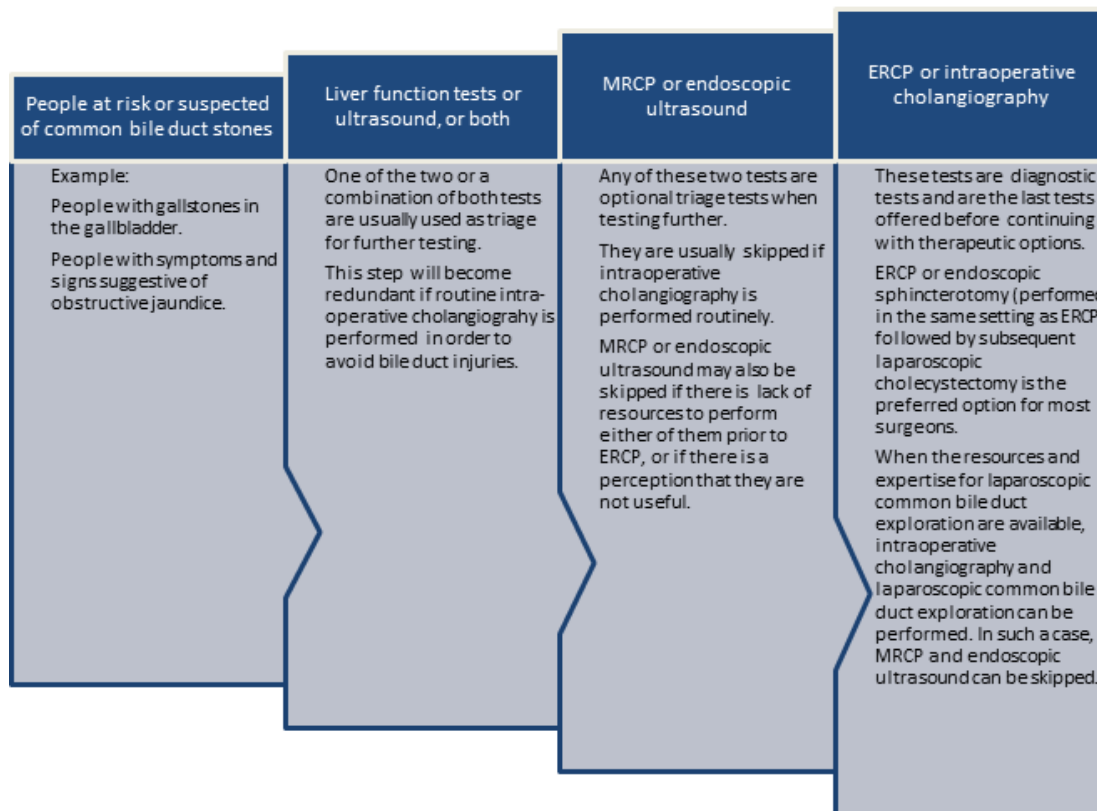 People at risk or suspected
of common bile duct stones
Example:
People with gallstones in
the gallbladder.
People with symptoms and
signs suggestive of
obstructive jaundice.
Liver function tests or
ultrasound, or both
One of the two or a
combination of both tests
are usually used as triage
for further testing.
This step will become
redundant if routine intra-
operative cholangiograhy is
performed in order to
avoid bile duct injuries.
MRCP or endoscopic
ultrasound
Any of these two tests are
optional triage tests when
testing further.
They are usually skipped if
intraoperative
cholangiography is
performed routinely.
MRCP or endoscopic
ultrasound may also be
skipped if there is lack of
resources to perform
either of them prior to
ERCP, or if there is a
perception that they are
not useful.
ERCP or intraoperative
cholangiography
These tests are diagnostic
tests and are the last tests
offered before continuing
with therapeutic options.
ERCP or endoscopic
sphincterotomy (performed
in the same setting as ERCP
followed by subsequent
laparoscopic
cholecystectomy is the
preferred option for most
surgeons.
When the resources and
expertise for laparoscopic
common bile duct
exploration are available,
intraoperative
cholangiography and
laparoscopic common bile
duct exploration can be
performed. In such a case,
MRCP and endoscopic
ultrasound can be skipped.